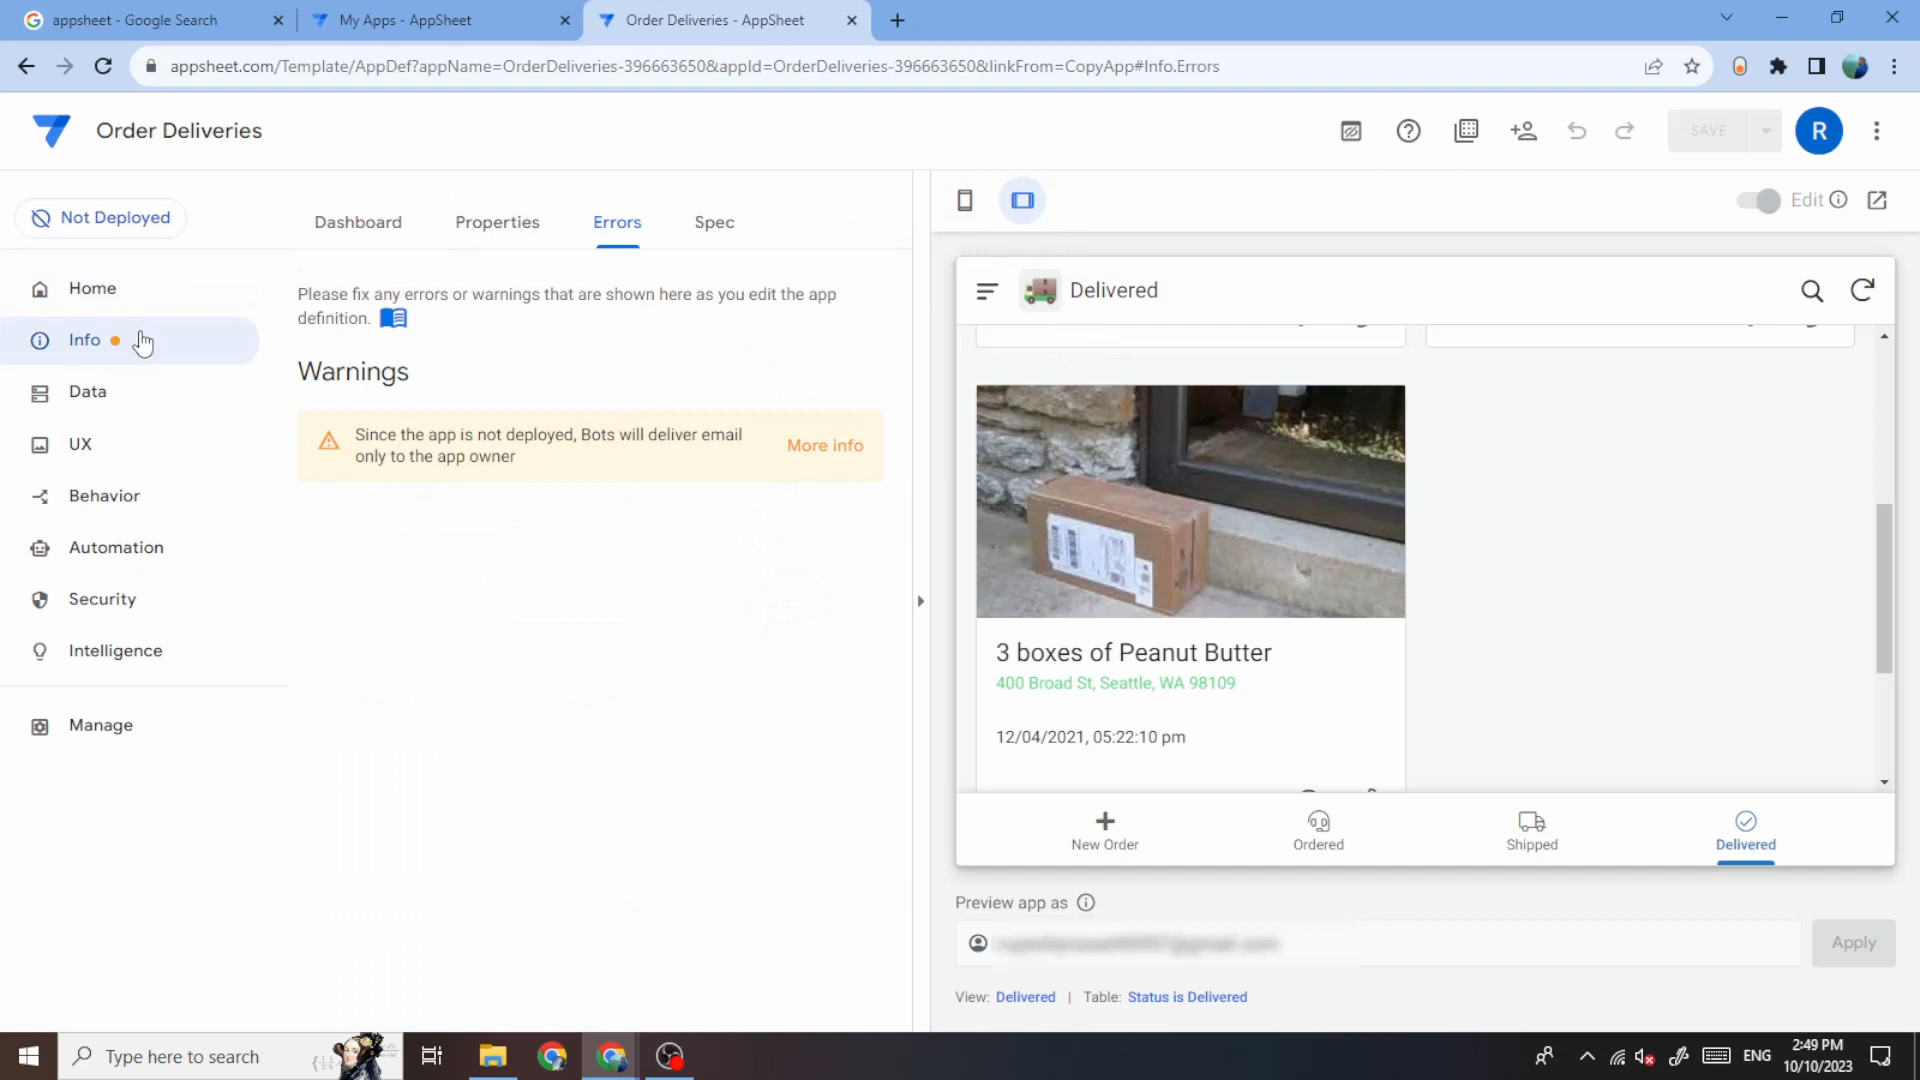 appsheet - Google Search
My Apps - AppSheet
Order Deliveries - AppSheet
appsheet.com/Template/AppDef?appName=OrderDeliveries-396663650&appId=OrderDeliveries-396663650&linkFrom=CopyApp#Info.Errors
Order Deliveries
SAVE
R
Not Deployed
Dashboard
Properties
Errors
Spec
Edit
Home
Info
Data
UX
Behavior
Automation
Security
Intelligence
Manage
Please fix any errors or warnings that are shown here as you edit the app
definition.
Warnings
Since the app is not deployed, Bots will deliver email
only to the app owner
More info
Delivered
3 boxes of Peanut Butter
400 Broad St, Seattle, WA 98109
12/04/2021, 05:22:10 pm
New Order
Ordered
Shipped
Delivered
Preview app as
Apply
View: Delivered | Table: Status is Delivered
Type here to search
ENG
2:49 PM
10/10/2023